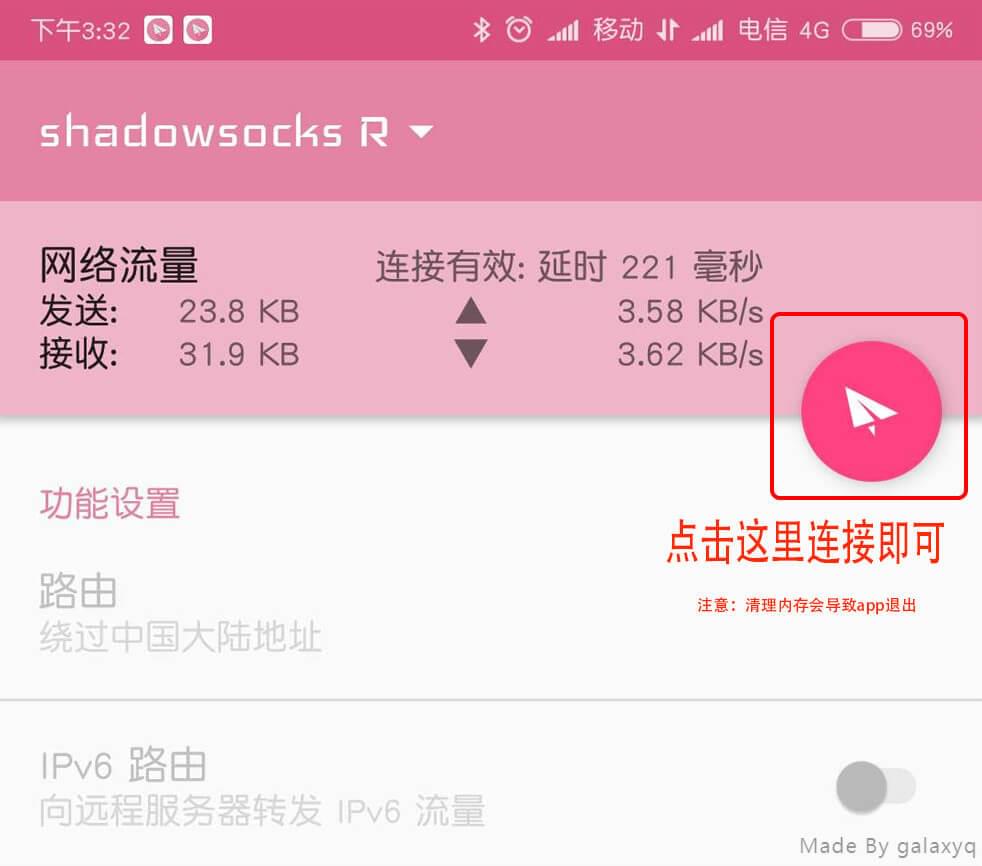 下午3:32 移动 电信 4G 69%
shadowsocks R
网络流量 连接有效: 延时 221 毫秒
发送: 23.8 KB ▲ 3.58 KB/s
接收: 31.9 KB ▼ 3.62 KB/s
功能设置
点击这里连接即可
路由
注意：清理内存会导致app退出
绕过中国大陆地址
IPv6 路由
向远程服务器转发 IPv6 流量
Made By galaxyq